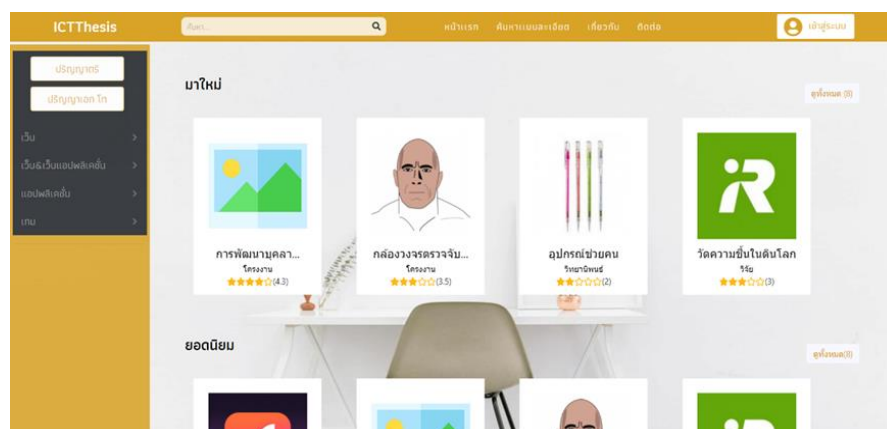 ICTThesis
ค้นหา...
หน้าแรก ค้นหาแบบละเอียด เกี่ยวกับ ติดต่อ
เข้าสู่ระบบ
ปริญญาตรี
ปริญญาเอก โท
เว็บ
เว็บ&เว็บแอปพลิเคชั่น
แอปพลิเคชั่น
เกม
มาใหม่
ดูทั้งหมด (8)
การพัฒนาบุคลา...
โครงงาน
(4.3)
กล้องวงจรตรวจจับ...
โครงงาน
(3.5)
อุปกรณ์ช่วยคน
วิทยานิพนธ์
(2)
วัดความชื้นในดินโลก
วิจัย
(3)
ยอดนิยม
ดูทั้งหมด(8)